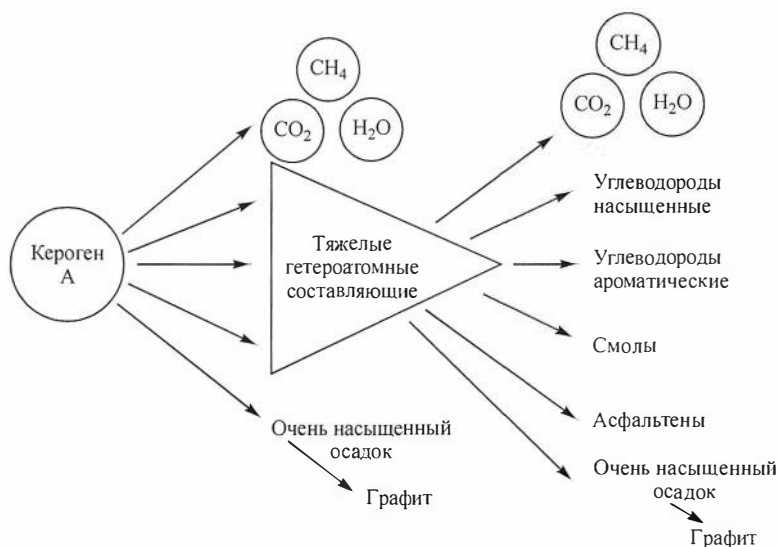 CH₄
CO₂
H₂O
Кероген
А
Тяжелые
гетероатомные
составляющие
Очень насыщенный
осадок
Графит
CH₄
CO₂
H₂O
Углеводороды
насыщенные
Углеводороды
ароматические
Смолы
Асфальтены
Очень насыщенный
осадок
Графит